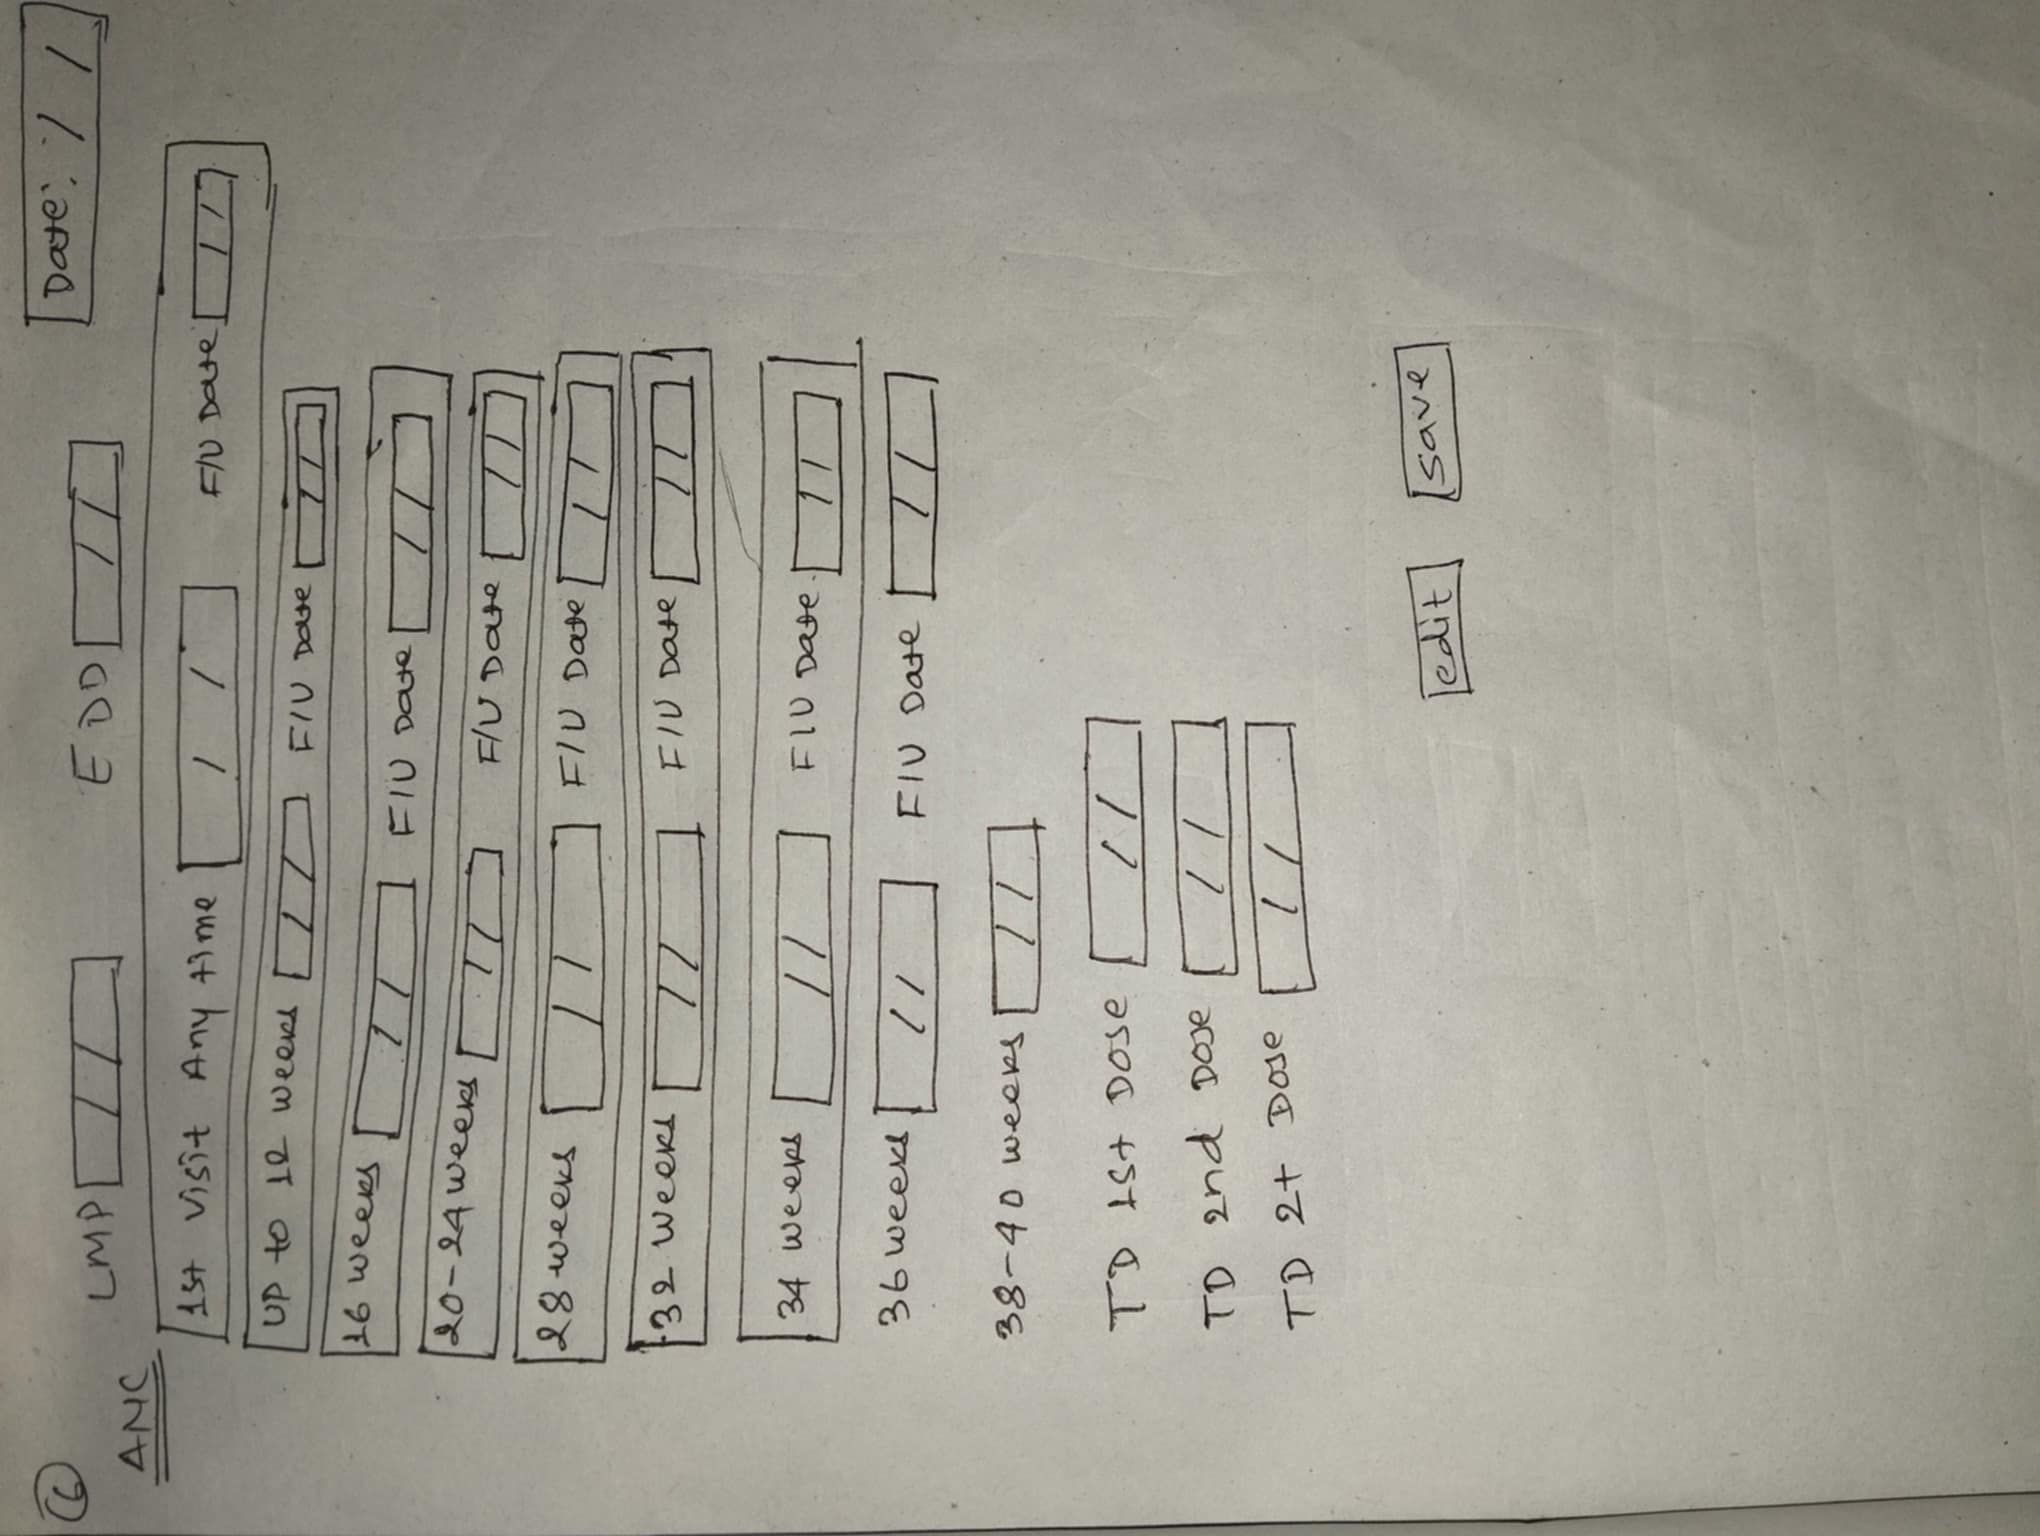 6
Date: / /
LMP / / EDD / /
ANC
1st Visit Any time / / F/U Date / /
UP to 12 weeks / / F/U Date / /
16 weeks / / F/U Date / /
20-24 weeks / / F/U Date / /
28 weeks / / F/U Date / /
32 weeks / / F/U Date / /
34 weeks / / F/U Date / /
36 weeks / / F/U Date / /
38-40 weeks / /
TD 1st Dose / /
TD 2nd Dose / /
TD 2+ Dose / /
edit save